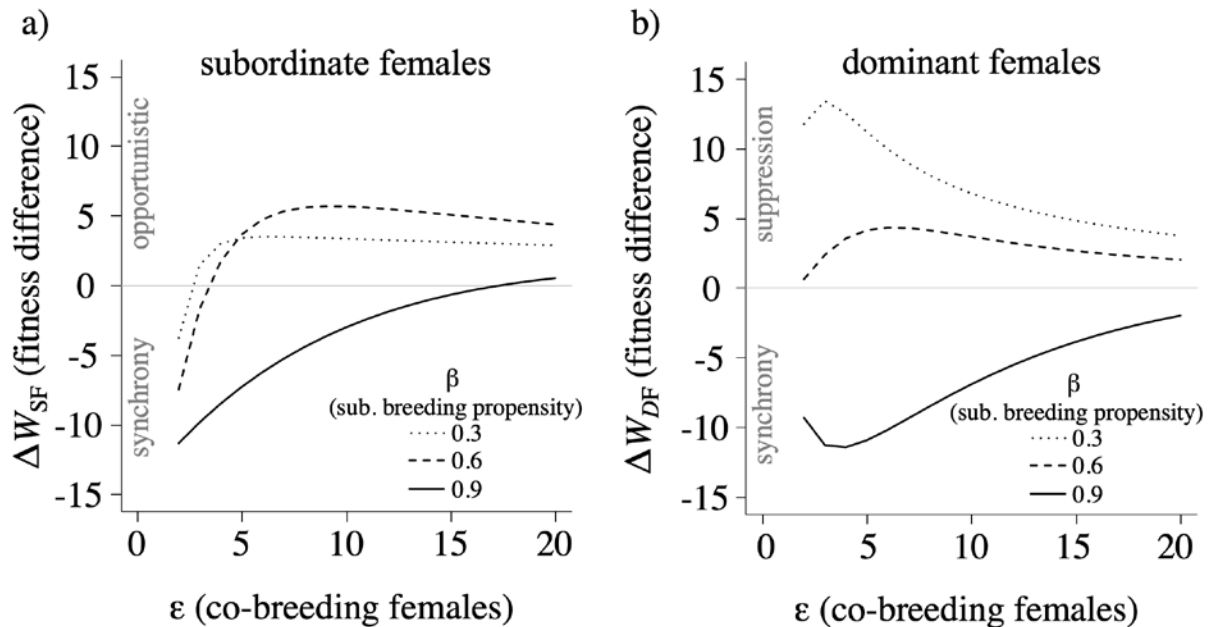 a)
subordinate females
ΔW_SF (fitness difference)
opportunistic
synchrony
15
10
5
0
-5
-10
-15
β
(sub. breeding propensity)
0.3
0.6
0.9
0 5 10 15 20
ε (co-breeding females)
b)
dominant females
ΔW_DF (fitness difference)
suppression
synchrony
15
10
5
0
-5
-10
-15
β
(sub. breeding propensity)
0.3
0.6
0.9
0 5 10 15 20
ε (co-breeding females)